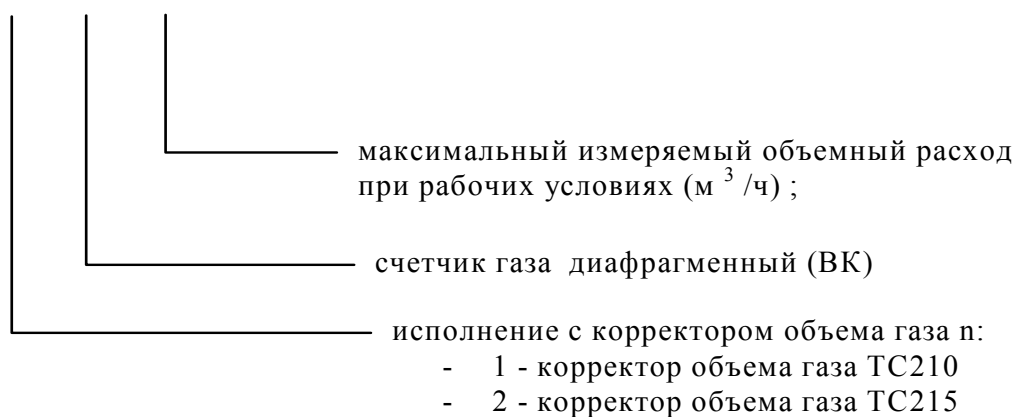 максимальный измеряемый объемный расход
при рабочих условиях (м ³ /ч) ;
счетчик газа диафрагменный (ВК)
исполнение с корректором объема газа n:
- 1 - корректор объема газа ТС210
- 2 - корректор объема газа ТС215